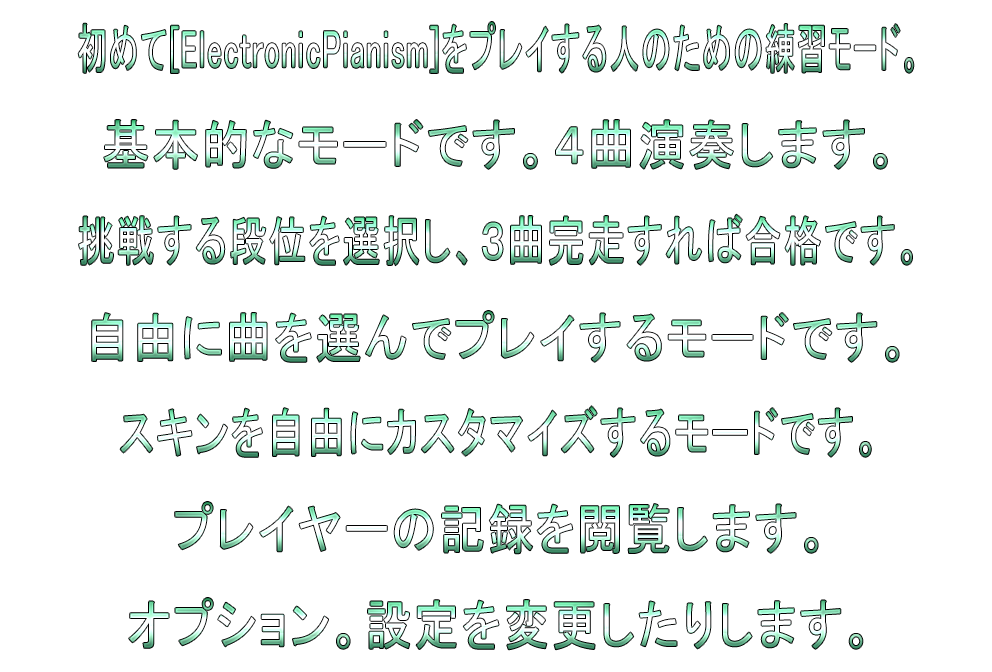 初めて[ElectronicPianism]をプレイする人のための練習モード。
基本的なモードです。4曲演奏します。
挑戦する段位を選択し、3曲完走すれば合格です。
自由に曲を選んでプレイするモードです。
スキンを自由にカスタマイズするモードです。
プレイヤーの記録を閲覧します。
オプション。設定を変更したりします。